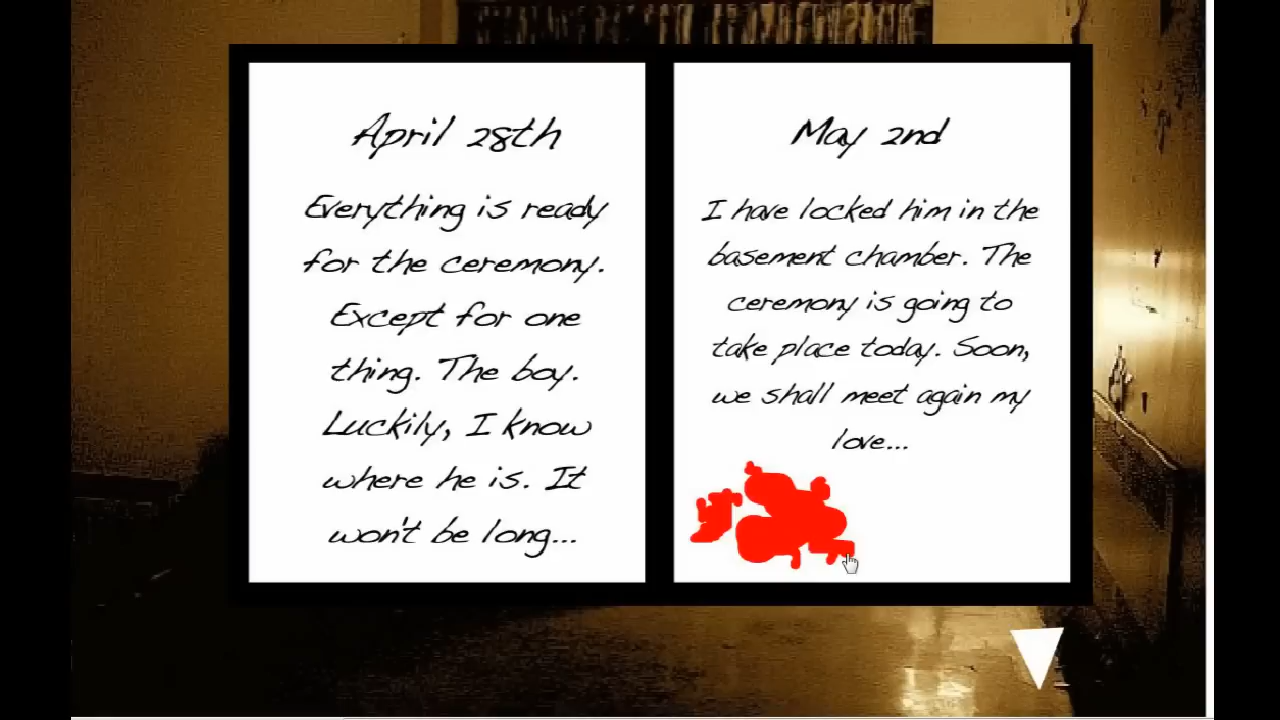 April 28th
Everything is ready
for the ceremony.
Except for one
thing. The boy.
Luckily, I know
where he is. It
won't be long...
May 2nd
I have locked him in the
basement chamber. The
ceremony is going to
take place today. Soon,
we shall meet again my
love...